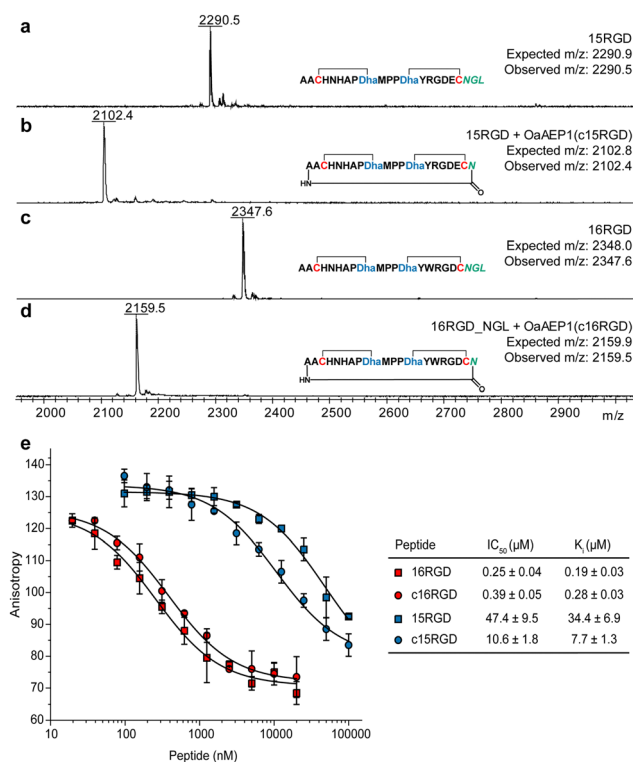 a
2290.5
15RGD
Expected m/z: 2290.9
Observed m/z: 2290.5
AACHNHAPDhaMPPDhaYRGDECNGL
b
2102.4
15RGD + OaAEP1(c15RGD)
Expected m/z: 2102.8
Observed m/z: 2102.4
AACHNHAPDhaMPPDhaYRGDECN
HN
O
c
2347.6
16RGD
Expected m/z: 2348.0
Observed m/z: 2347.6
AACHNHAPDhaMPPDhaYWRGDCNGL
d
2159.5
16RGD_NGL + OaAEP1(c16RGD)
Expected m/z: 2159.9
Observed m/z: 2159.5
AACHNHAPDhaMPPDhaYWRGDCN
HN
O
2000 2100 2200 2300 2400 2500 2600 2700 2800 2900 m/z
e
140
130
120
110
100
90
80
70
60
Anisotropy
10 100 1000 10000 100000
Peptide (nM)
Peptide IC50 (µM) Ki (µM)
16RGD 0.25 ± 0.04 0.19 ± 0.03
c16RGD 0.39 ± 0.05 0.28 ± 0.03
15RGD 47.4 ± 9.5 34.4 ± 6.9
c15RGD 10.6 ± 1.8 7.7 ± 1.3